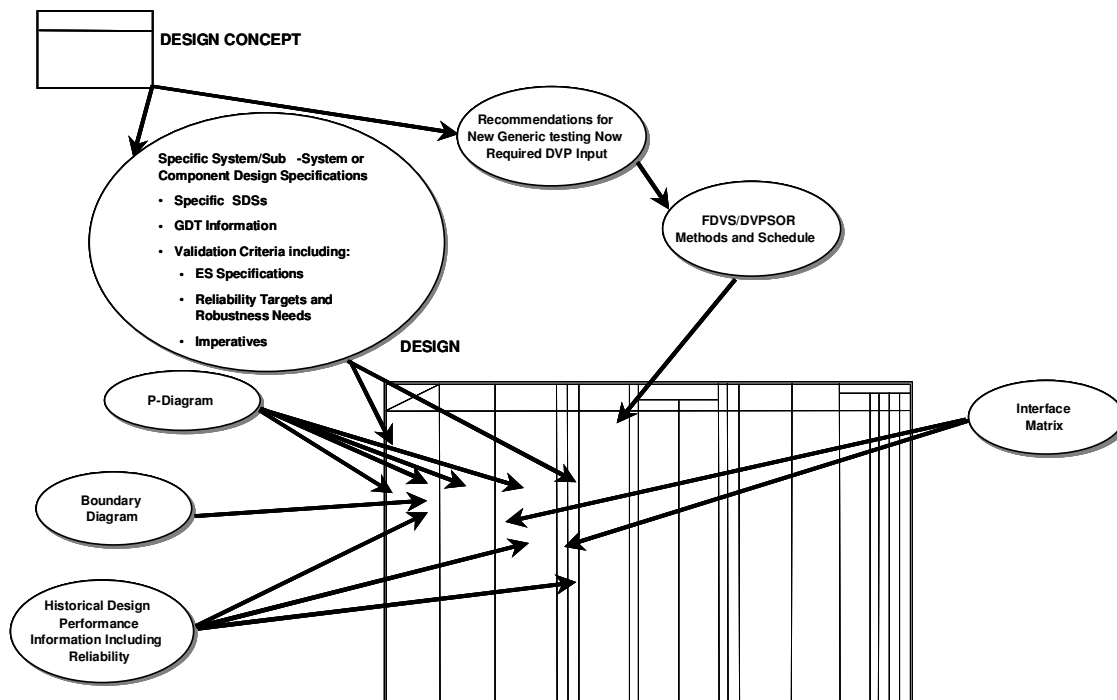 DESIGN CONCEPT
Recommendations for
New Generic testing Now
Required DVP Input
Specific System/Sub -System or
Component Design Specifications
• Specific SDSs
• GDT Information
• Validation Criteria including:
• ES Specifications
• Reliability Targets and
Robustness Needs
• Imperatives
FDVS/DVPSOR
Methods and Schedule
DESIGN
P-Diagram
Interface
Matrix
Boundary
Diagram
Historical Design
Performance
Information Including
Reliability